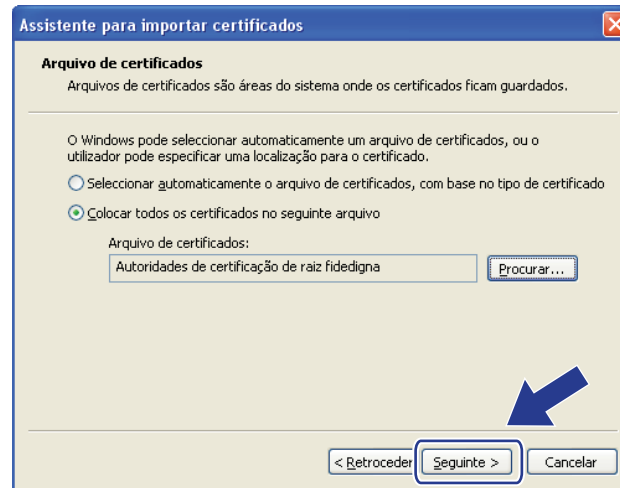 Assistente para importar certificados
Arquivo de certificados
Arquivos de certificados são áreas do sistema onde os certificados ficam guardados.
O Windows pode seleccionar automaticamente um arquivo de certificados, ou o
utilizador pode especificar uma localização para o certificado.
Seleccionar automaticamente o arquivo de certificados, com base no tipo de certificado
Colocar todos os certificados no seguinte arquivo
Arquivo de certificados:
Autoridades de certificação de raiz fidedigna
Procurar...
< Retroceder
Seguinte >
Cancelar